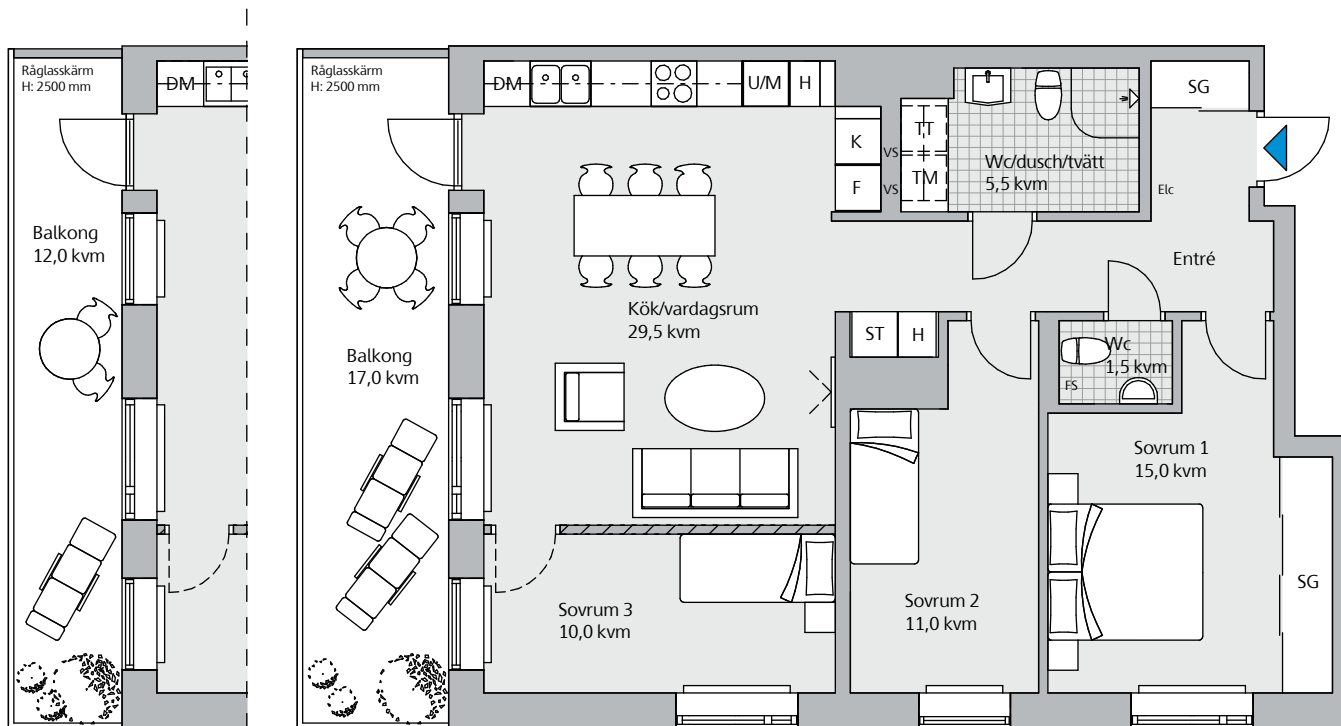 Råglasskärm
H: 2500 mm
DM
Balkong
12,0 kvm
Råglasskärm
H: 2500 mm
DM
U/M
H
K
F
VS
VS
TT
TM
Wc/dusch/tvätt
5,5 kvm
SG
Elc
Entré
Kök/vardagsrum
29,5 kvm
Balkong
17,0 kvm
ST
H
Wc
1,5 kvm
FS
Sovrum 1
15,0 kvm
SG
Sovrum 2
11,0 kvm
Sovrum 3
10,0 kvm